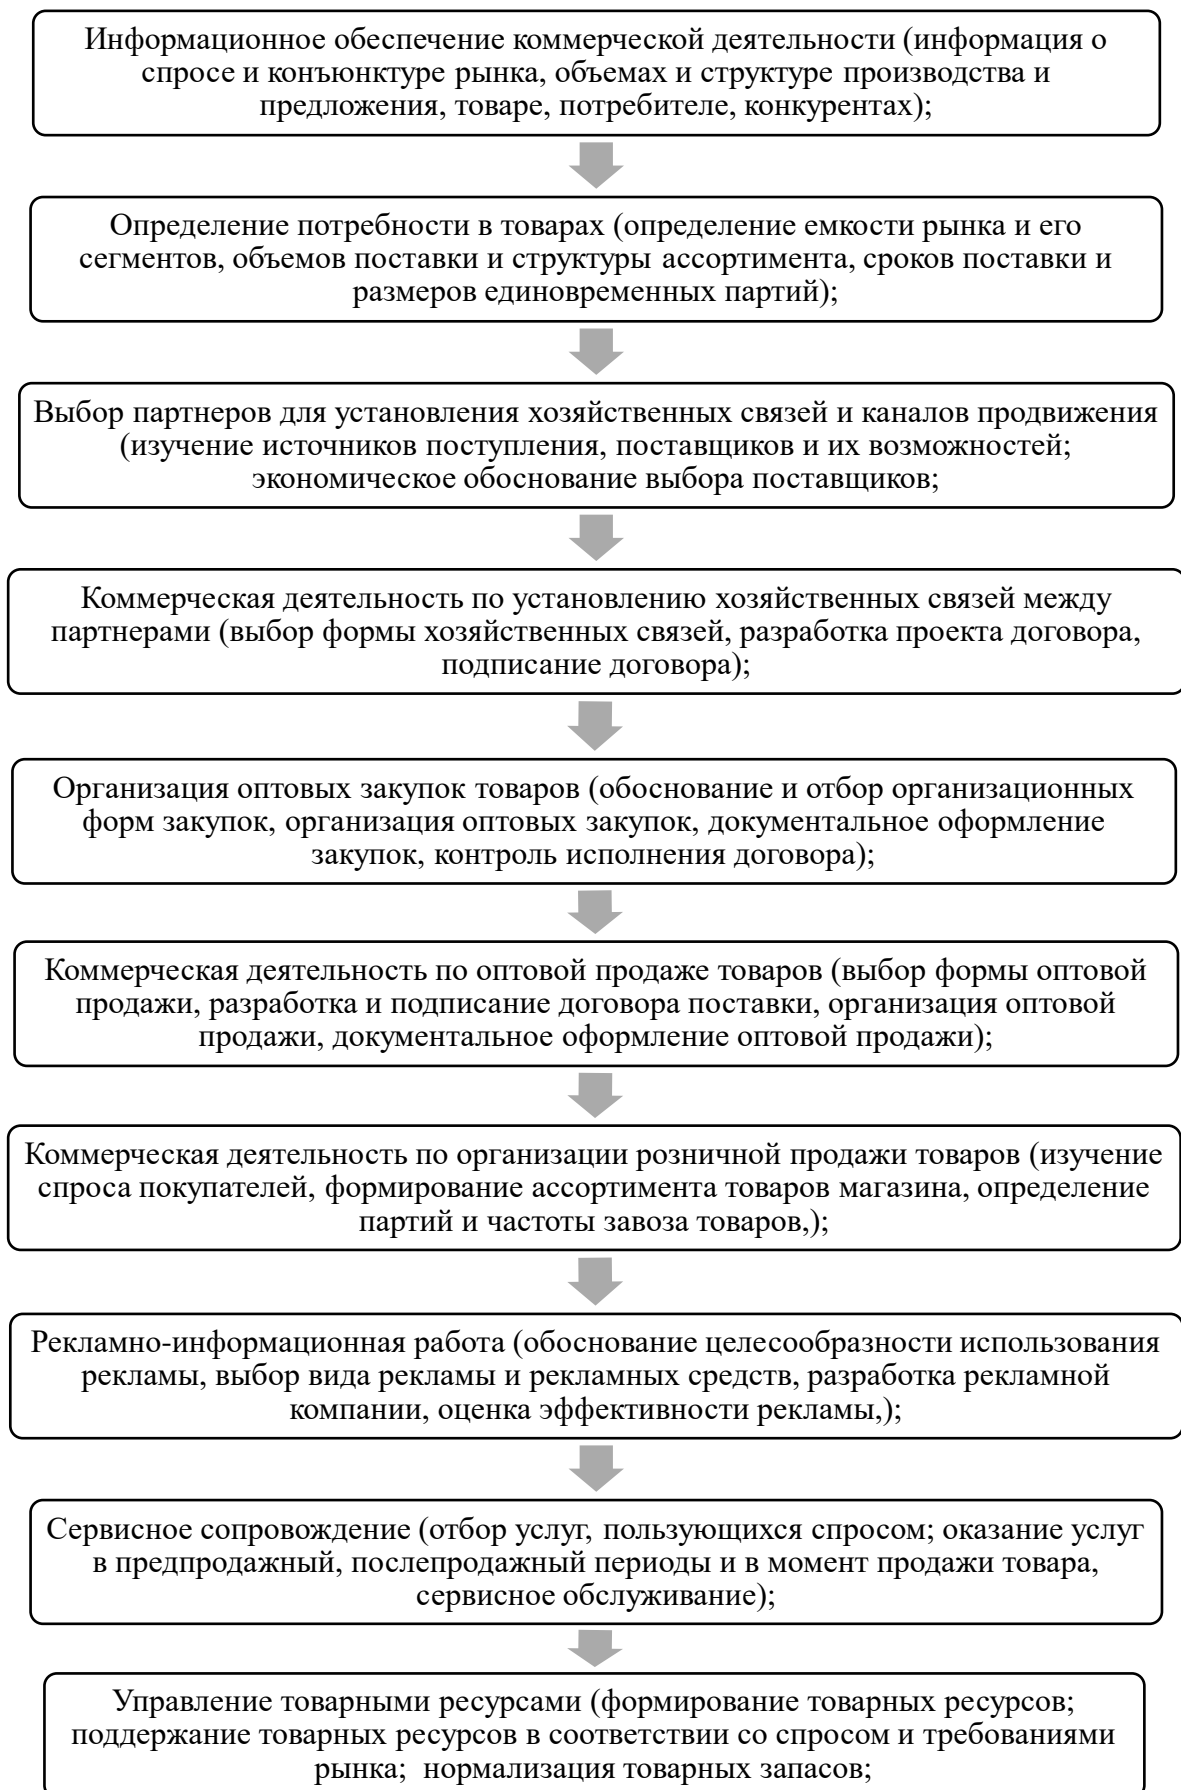 Информационное обеспечение коммерческой деятельности (информация о
спросе и конъюнктуре рынка, объемах и структуре производства и
предложения, товаре, потребителе, конкурентах);
Определение потребности в товарах (определение емкости рынка и его
сегментов, объемов поставки и структуры ассортимента, сроков поставки и
размеров единовременных партий);
Выбор партнеров для установления хозяйственных связей и каналов продвижения
(изучение источников поступления, поставщиков и их возможностей;
экономическое обоснование выбора поставщиков;
Коммерческая деятельность по установлению хозяйственных связей между
партнерами (выбор формы хозяйственных связей, разработка проекта договора,
подписание договора);
Организация оптовых закупок товаров (обоснование и отбор организационных
форм закупок, организация оптовых закупок, документальное оформление
закупок, контроль исполнения договора);
Коммерческая деятельность по оптовой продаже товаров (выбор формы оптовой
продажи, разработка и подписание договора поставки, организация оптовой
продажи, документальное оформление оптовой продажи);
Коммерческая деятельность по организации розничной продажи товаров (изучение
спроса покупателей, формирование ассортимента товаров магазина, определение
партий и частоты завоза товаров,);
Рекламно-информационная работа (обоснование целесообразности использования
рекламы, выбор вида рекламы и рекламных средств, разработка рекламной
компании, оценка эффективности рекламы,);
Сервисное сопровождение (отбор услуг, пользующихся спросом; оказание услуг
в предпродажный, послепродажный периоды и в момент продажи товара,
сервисное обслуживание);
Управление товарными ресурсами (формирование товарных ресурсов;
поддержание товарных ресурсов в соответствии со спросом и требованиями
рынка; нормализация товарных запасов;